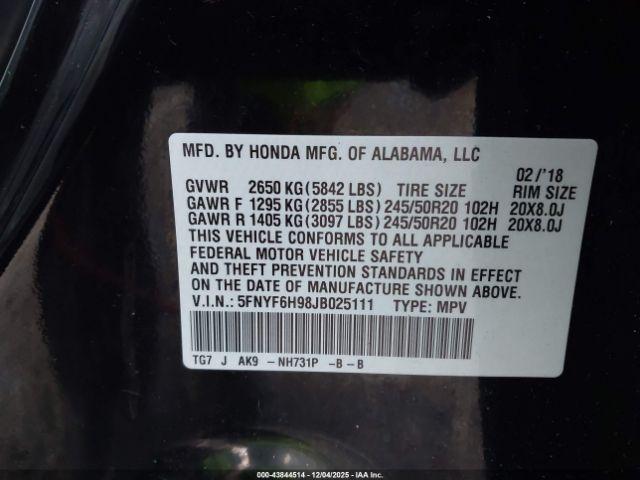 MFD. BY HONDA MFG. OF ALABAMA, LLC
02 /'18
GVWR 2650 KG (5842 LBS) TIRE SIZE RIM SIZE
GAWR F 1295 KG (2855 LBS) 245/50R20 102H 20X8.0J
GAWR R 1405 KG (3097 LBS) 245/50R20 102H 20X8.0J
THIS VEHICLE CONFORMS TO ALL APPLICABLE
FEDERAL MOTOR VEHICLE SAFETY
AND THEFT PREVENTION STANDARDS IN EFFECT
ON THE DATE OF MANUFACTURE SHOWN ABOVE.
V.I.N.: 5FNYF6H98JB025111 TYPE: MPV
TG7 J AK9 -NH731P -B-B
000-43844514 - 12/04/2025 - IAA Inc.